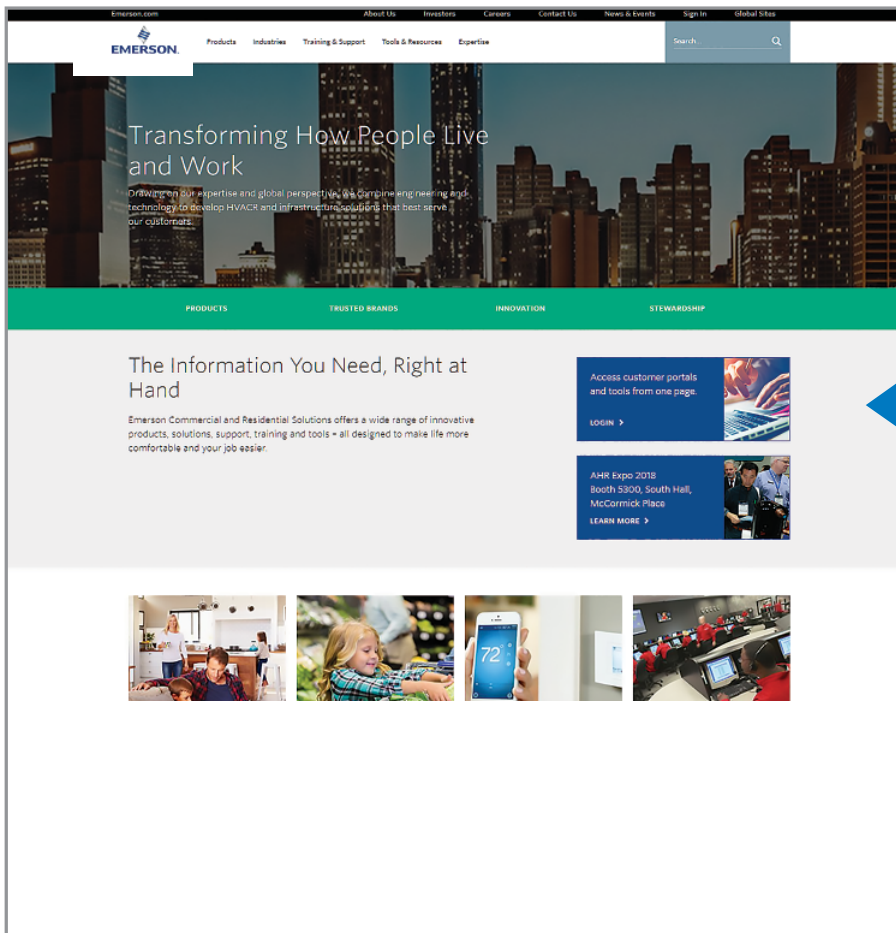 Emerson.com About Us Investors Careers Contact Us News & Events Sign In Global Sites
EMERSON.
Products Industries Training & Support Tools & Resources Expertise
Search...
Transforming How People Live
and Work
Drawing on our expertise and global perspective, we combine engineering and
technology to develop HVACR and infrastructure solutions that best serve
our customers.
PRODUCTS TRUSTED BRANDS INNOVATION STEWARDSHIP
The Information You Need, Right at
Hand
Emerson Commercial and Residential Solutions offers a wide range of innovative
products, solutions, support, training and tools – all designed to make life more
comfortable and your job easier.
Access customer portals
and tools from one page.
LOGIN >
AHR Expo 2018
Booth 5300, South Hall,
McCormick Place
LEARN MORE >
72°